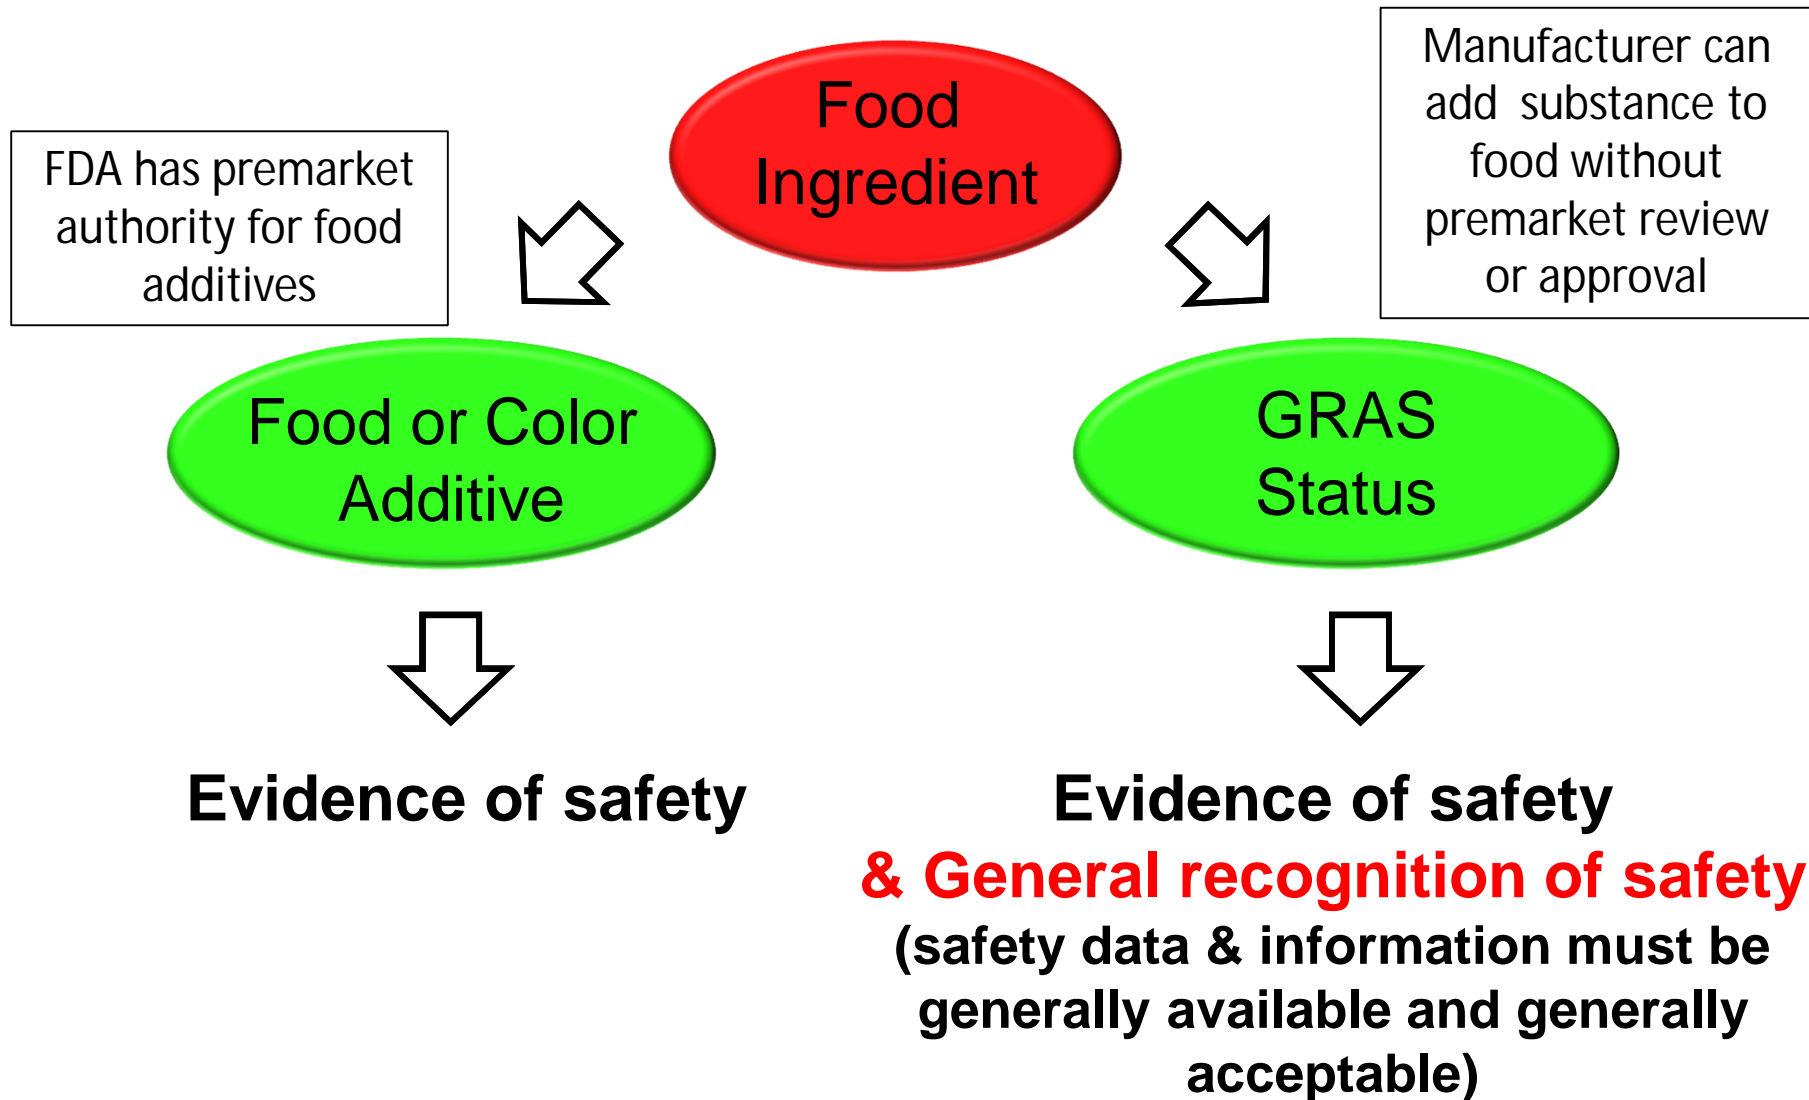 Food
Ingredient
FDA has premarket
authority for food
additives
Manufacturer can
add substance to
food without
premarket review
or approval
Food or Color
Additive
GRAS
Status
Evidence of safety
Evidence of safety
& General recognition of safety
(safety data & information must be
generally available and generally
acceptable)